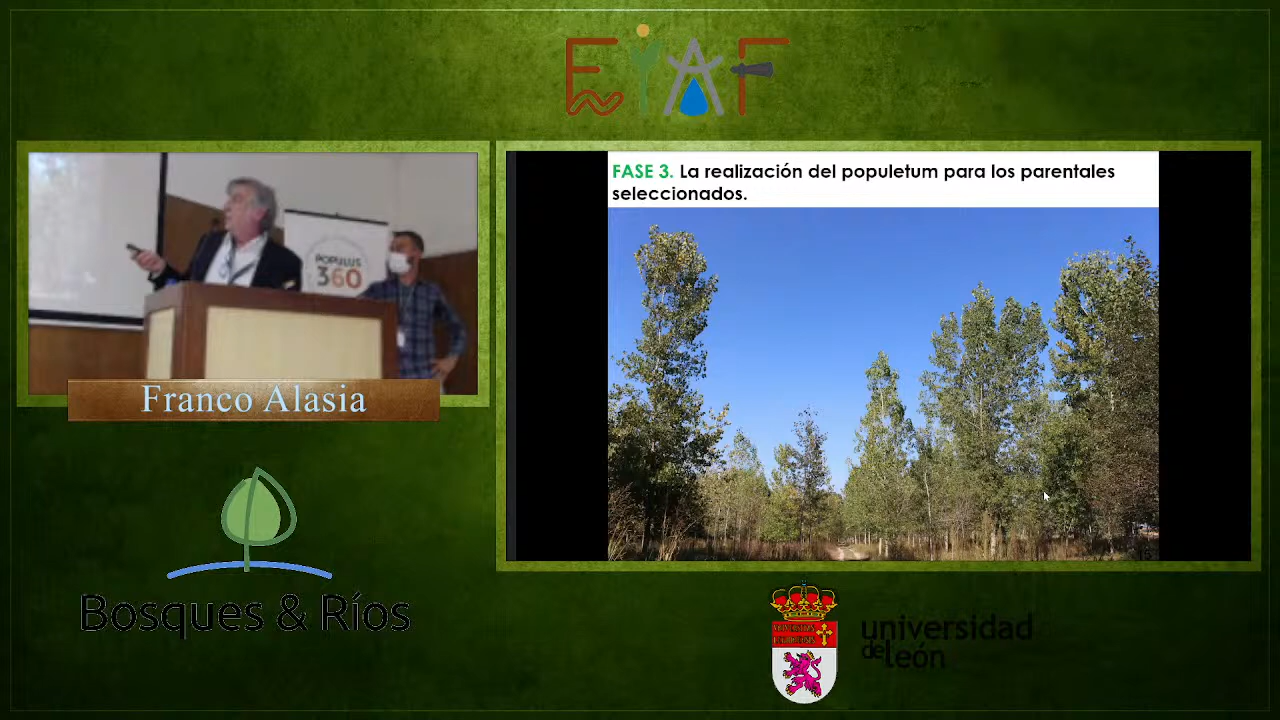 EIAF
FASE 3. La realización del populetum para los parentales
seleccionados.
POPULUS
360
Franco Alasia
Bosques & Ríos
universidad
de león